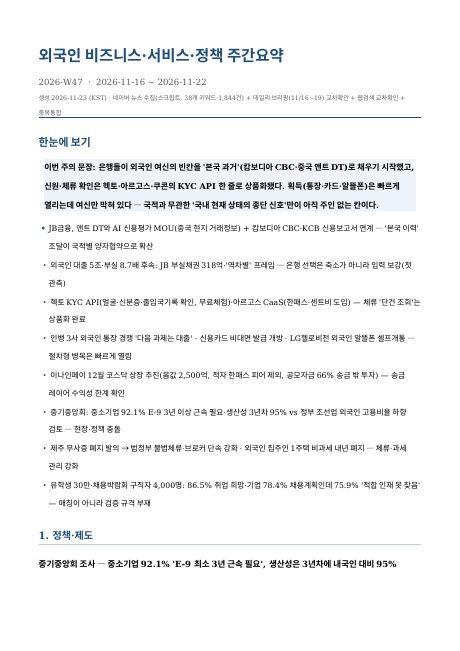 외국인 비즈니스·서비스·정책 주간요약
2026-W47 · 2026-11-16 ~ 2026-11-22
생성 2026-11-23 (KST) · 네이버 뉴스 수집(스크립트, 38개 키워드·1,844건) + 데일리 브리핑(11/16~19) 교차확인 + 웹검색 교차확인 +
중복통합
한눈에 보기
이번 주의 문장: 은행들이 외국인 여신의 빈칸을 '본국 과거'(캄보디아 CBC·중국 앤트 DT)로 채우기 시작했고,
신원·체류 확인은 헥토·아르고스·쿠콘의 KYC API 한 줄로 상품화됐다. 획득(통장·카드·알뜰폰)은 빠르게
열리는데 여신만 막혀 있다 — 국적과 무관한 '국내 현재 상태의 종단 신호'만이 아직 주인 없는 칸이다.
• JB금융, 앤트 DT와 AI 신용평가 MOU(중국 현지 거래정보) + 캄보디아 CBC·KCB 신용보고서 연계 — '본국 이력'
조달이 국적별 양자협약으로 확산
• 외국인 대출 5조·부실 8.7배 후속: JB 부실채권 318억·'역차별' 프레임 — 은행 선택은 축소가 아니라 입력 보강(첫
관측)
• 헥토 KYC API(얼굴·신분증·출입국기록 확인, 무료체험)·아르고스 CaaS(한패스·센트비 도입) — 체류 '단건 조회'는
상품화 완료
• 인뱅 3사 외국인 통장 경쟁 '다음 과제는 대출' · 신용카드 비대면 발급 개방 · LG헬로비전 외국인 알뜰폰 셀프개통 —
절차형 병목은 빠르게 열림
• 이나인페이 12월 코스닥 상장 추진(몸값 2,500억, 적자 한패스 피어 제외, 공모자금 66% 송금 밖 투자) — 송금
레이어 수익성 한계 확인
• 중기중앙회: 중소기업 92.1% E-9 3년 이상 근속 필요·생산성 3년차 95% vs 정부 조선업 외국인 고용비율 하향
검토 — 현장·정책 충돌
• 제주 무사증 폐지 발의 → 범정부 불법체류·브로커 단속 강화 · 외국인 집주인 1주택 비과세 내년 폐지 — 체류·과세
관리 강화
• 유학생 30만·채용박람회 구직자 4,000명: 86.5% 취업 희망·기업 78.4% 채용계획인데 75.9% '적합 인재 못 찾음'
— 매칭이 아니라 검증 규격 부재
1. 정책·제도
중기중앙회 조사 — 중소기업 92.1% 'E-9 최소 3년 근속 필요', 생산성은 3년차에 내국인 대비 95%